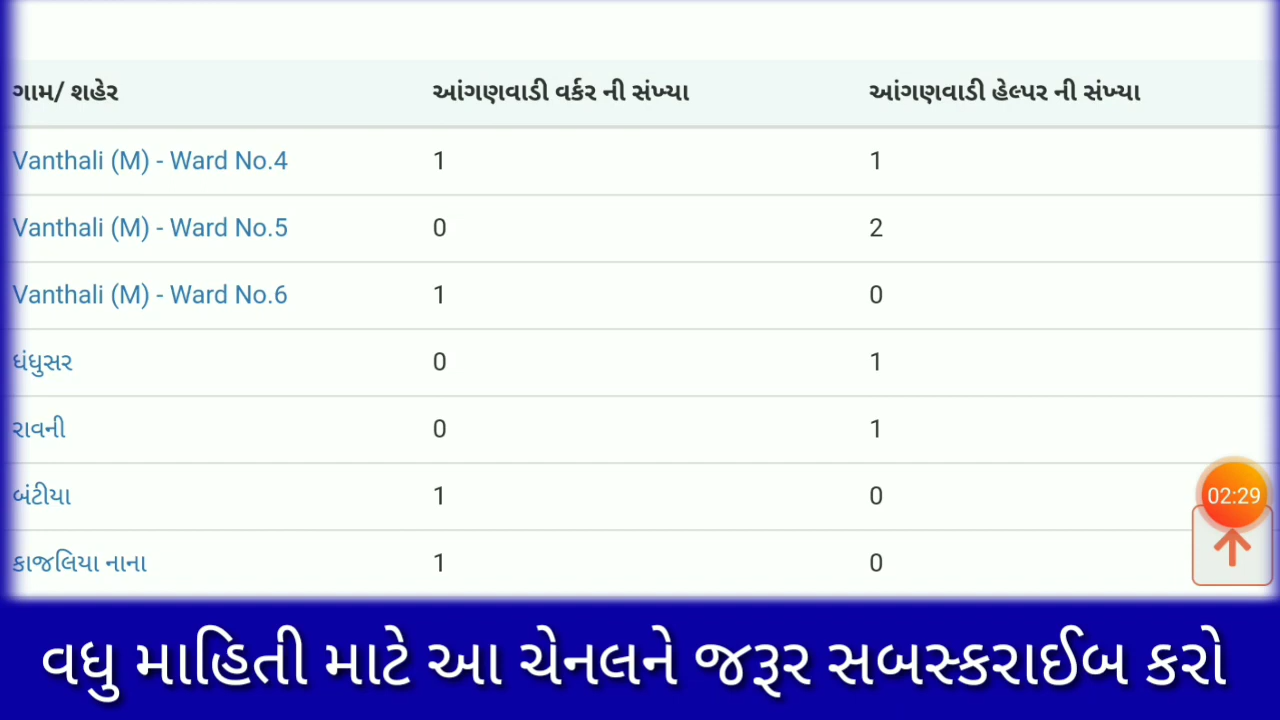 ગામ/ શહેર આંગણવાડી વર્કર ની સંખ્યા આંગણવાડી હેલ્પર ની સંખ્યા
Vanthali (M) - Ward No.4 1 1
Vanthali (M) - Ward No.5 0 2
Vanthali (M) - Ward No.6 1 0
ધંધુસર 0 1
રાવની 0 1
બંટીયા 1 0
02:29
કાજલિયા નાના 1 0
વધુ માહિતી માટે આ ચેનલને જરૂર સબસ્કરાઈબ કરો